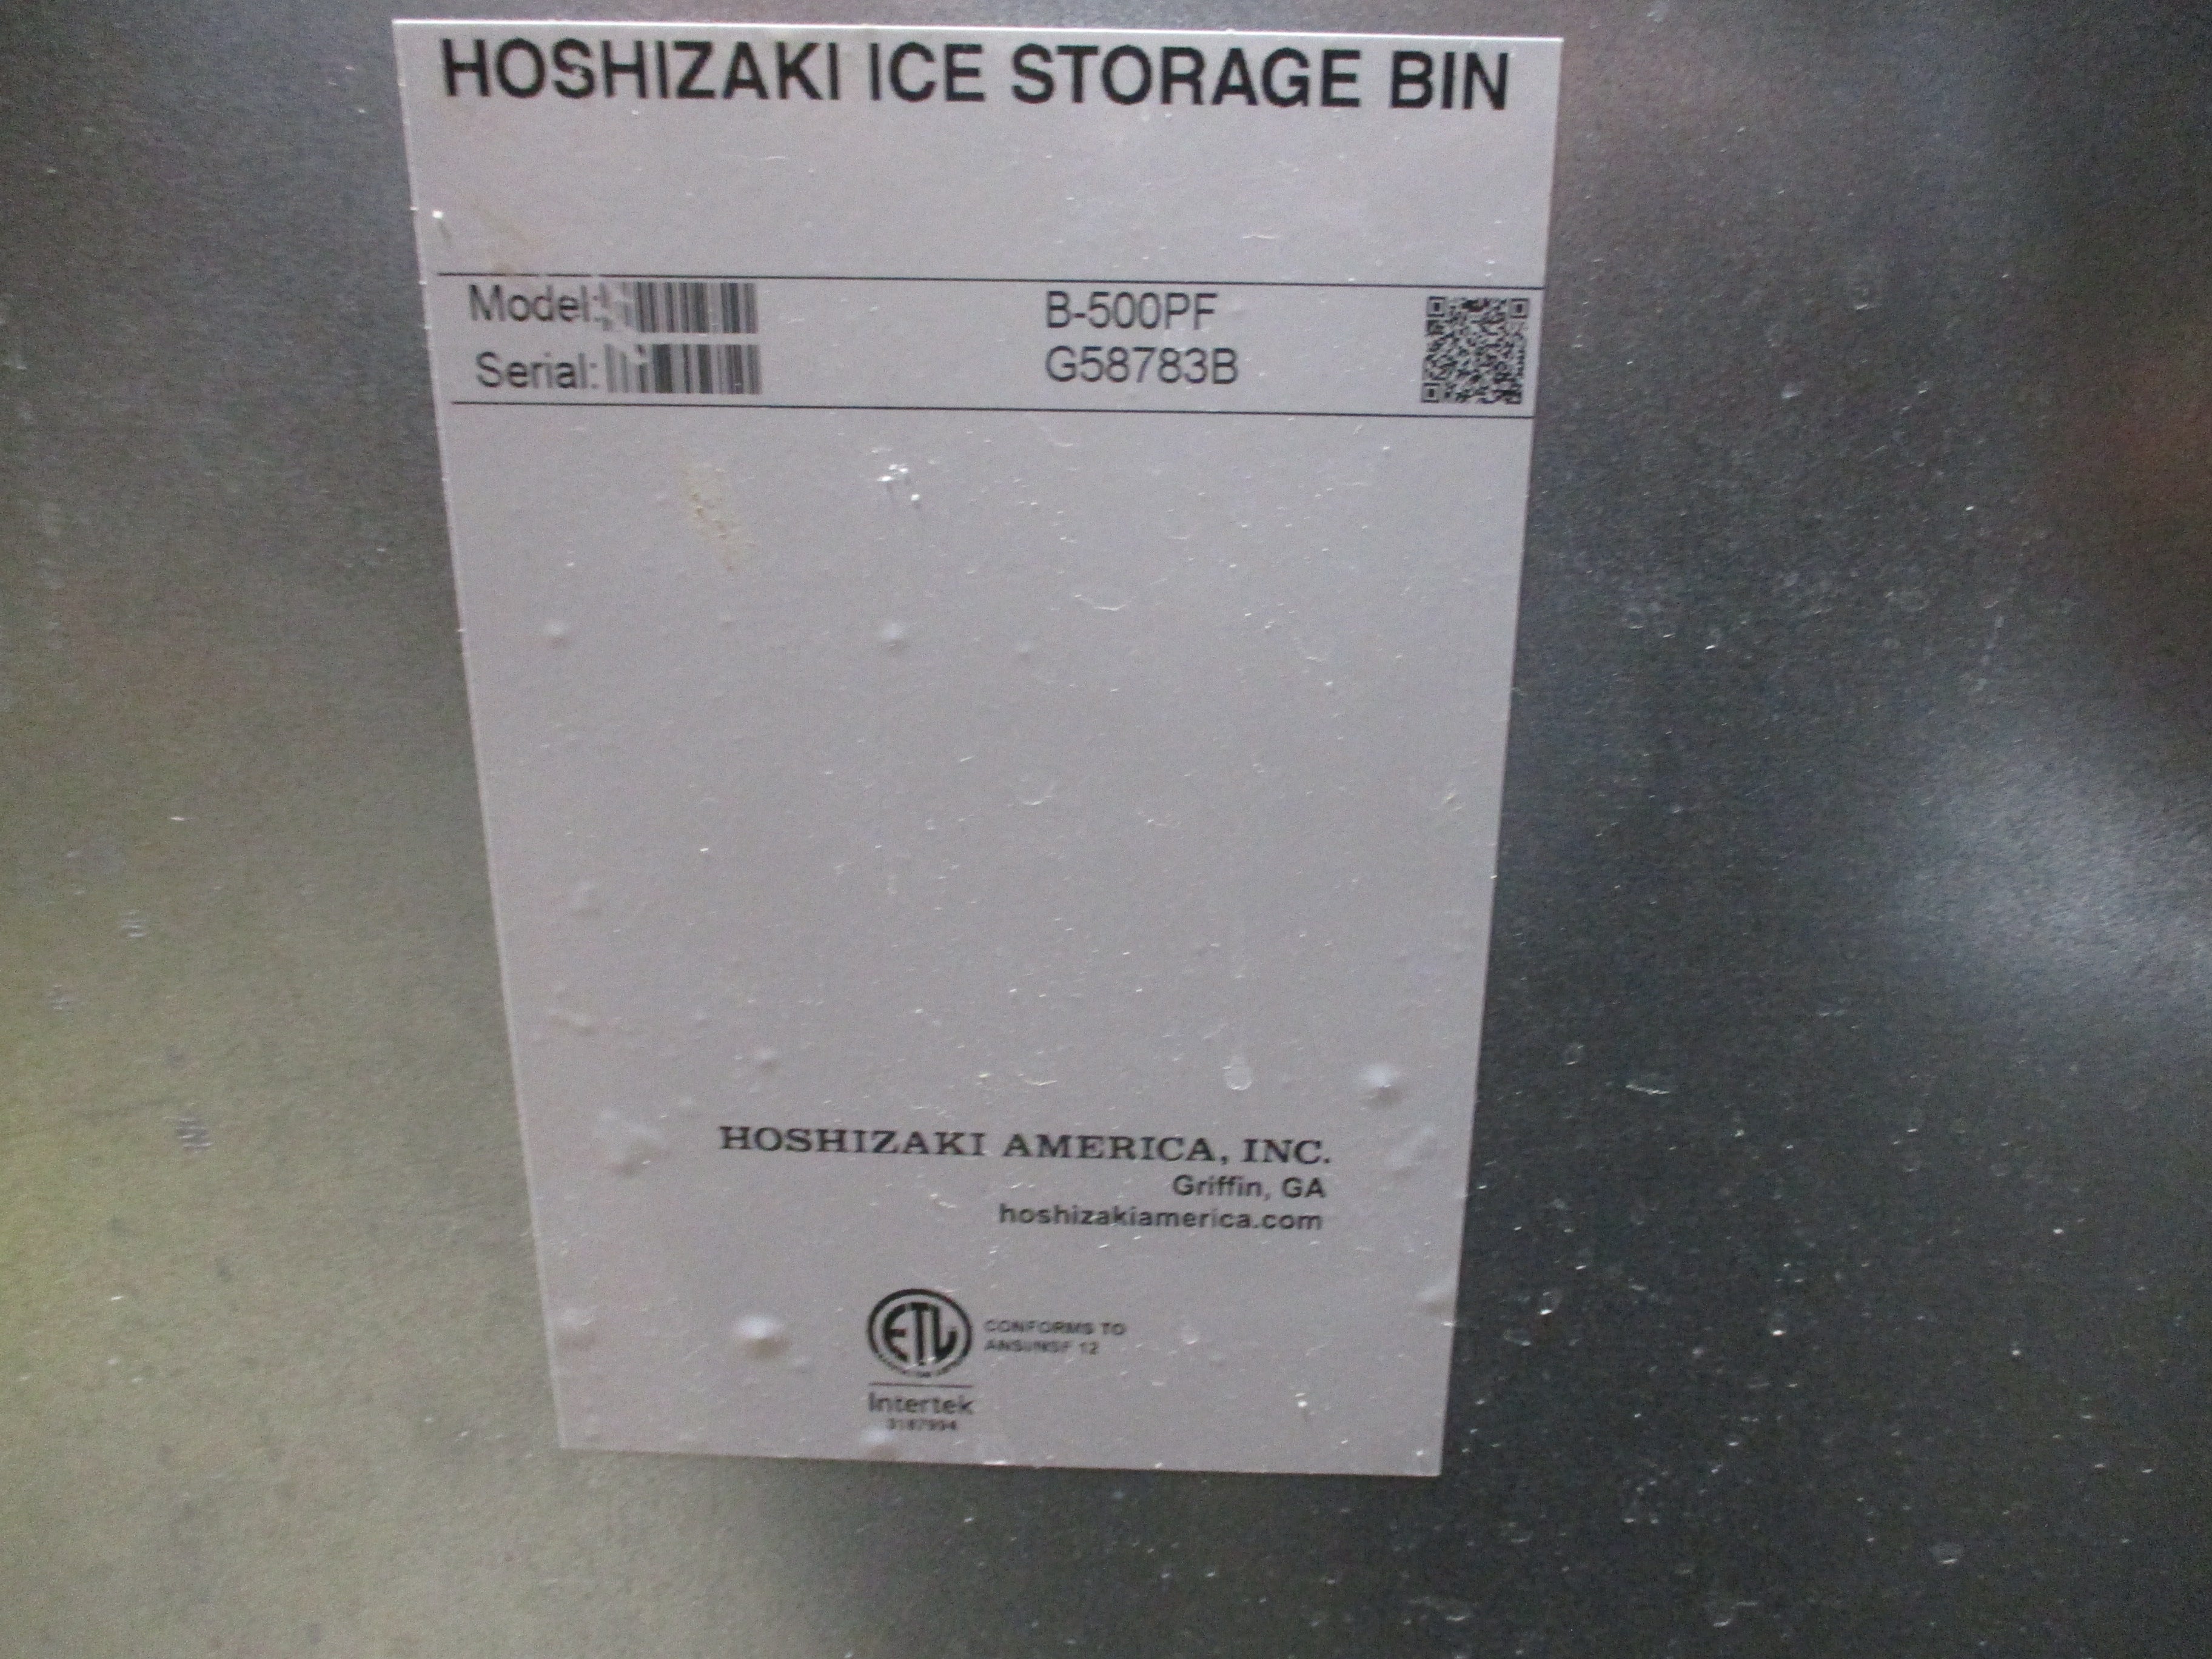 HOSHIZAKI ICE STORAGE BIN
Model: B-500PF
Serial: G58783B
HOSHIZAKI AMERICA, INC.
Griffin, GA
hoshizakiamerica.com
ETL
CONFORMS TO
ANSI/NSF 12
Intertek